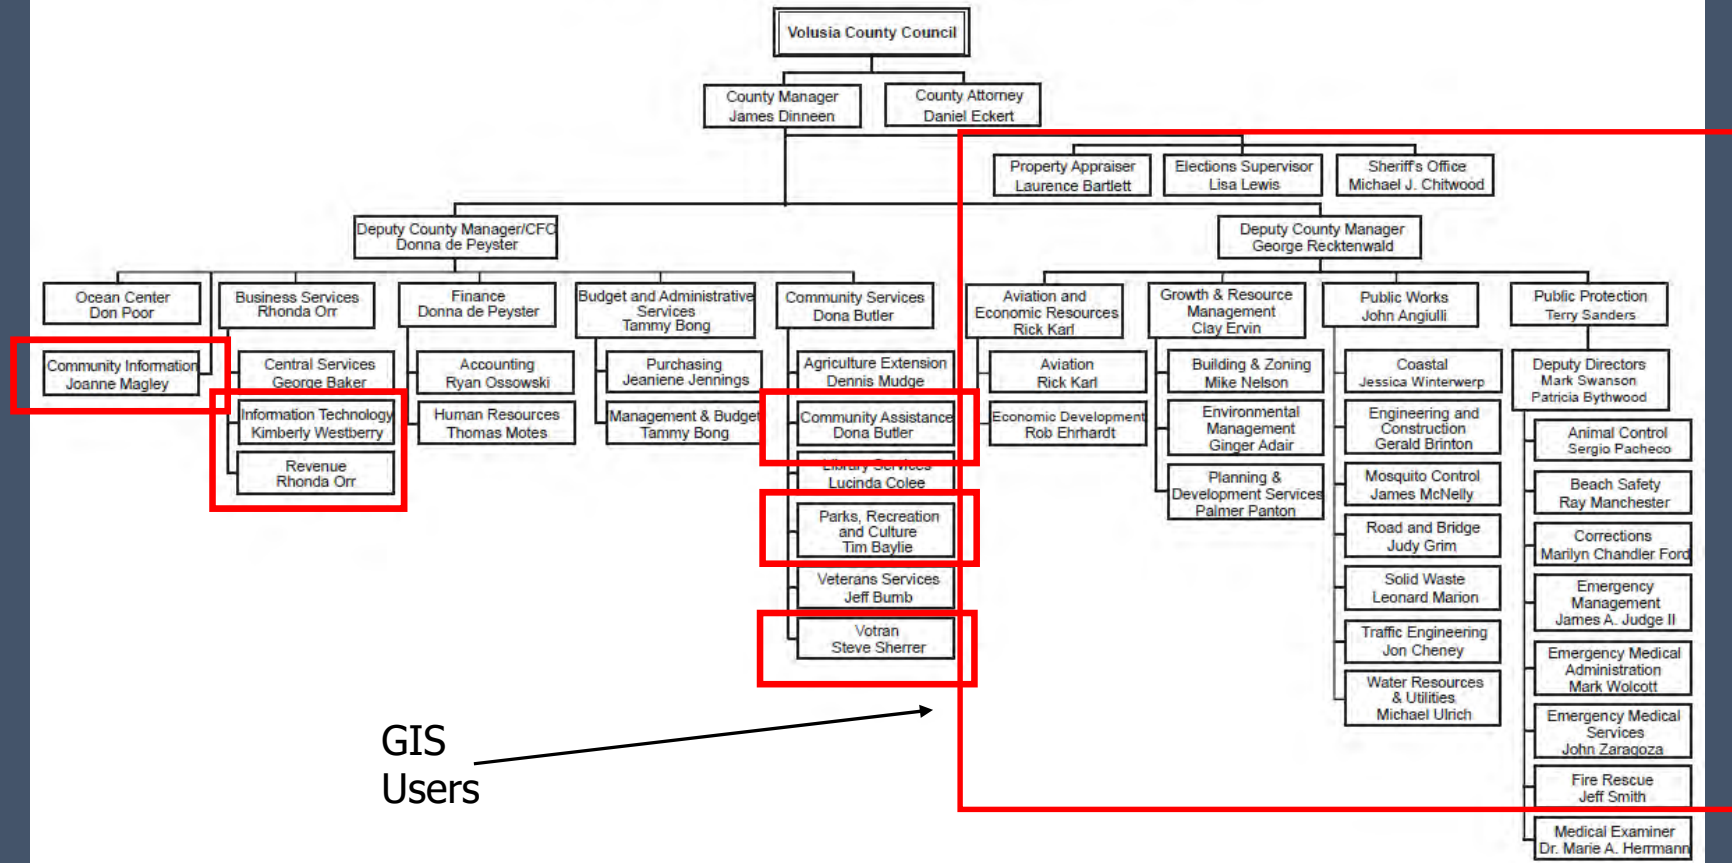 Volusia County Council
County Manager
James Dinneen
County Attorney
Daniel Eckert
Property Appraiser
Laurence Bartlett
Elections Supervisor
Lisa Lewis
Sheriff's Office
Michael J. Chitwood
Deputy County Manager/CFO
Donna de Peyster
Deputy County Manager
George Recktenwald
Ocean Center
Don Poor
Community Information
Joanne Magley
Business Services
Rhonda Orr
Central Services
George Baker
Information Technology
Kimberly Westberry
Revenue
Rhonda Orr
Finance
Donna de Peyster
Accounting
Ryan Ossowski
Human Resources
Thomas Motes
Budget and Administrative
Services
Tammy Bong
Purchasing
Jeaniene Jennings
Management & Budget
Tammy Bong
Community Services
Dona Butler
Agriculture Extension
Dennis Mudge
Community Assistance
Dona Butler
Library Services
Lucinda Colee
Parks, Recreation
and Culture
Tim Baylie
Veterans Services
Jeff Bumb
Votran
Steve Sherrer
Aviation and
Economic Resources
Rick Karl
Aviation
Rick Karl
Economic Development
Rob Ehrhardt
Growth & Resource
Management
Clay Ervin
Building & Zoning
Mike Nelson
Environmental
Management
Ginger Adair
Planning &
Development Services
Palmer Panton
Public Works
John Angiulli
Coastal
Jessica Winterwerp
Engineering and
Construction
Gerald Brinton
Mosquito Control
James McNelly
Road and Bridge
Judy Grim
Solid Waste
Leonard Marion
Traffic Engineering
Jon Cheney
Water Resources
& Utilities
Michael Ulrich
Public Protection
Terry Sanders
Deputy Directors
Mark Swanson
Patricia Bythwood
Animal Control
Sergio Pacheco
Beach Safety
Ray Manchester
Corrections
Marilyn Chandler Ford
Emergency
Management
James A. Judge II
Emergency Medical
Administration
Mark Wolcott
Emergency Medical
Services
John Zaragoza
Fire Rescue
Jeff Smith
Medical Examiner
Dr. Marie A. Herrmann
GIS
Users